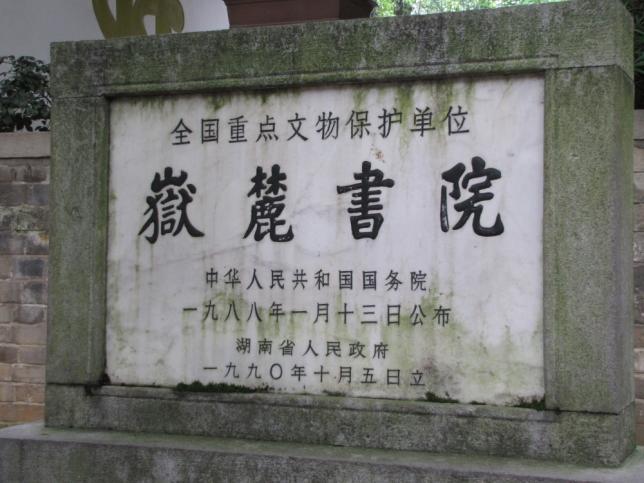 全国重点文物保护单位
嶽麓書院
中华人民共和国国务院
一九八八年一月十三日公布
湖南省人民政府
一九九〇年十月五日立